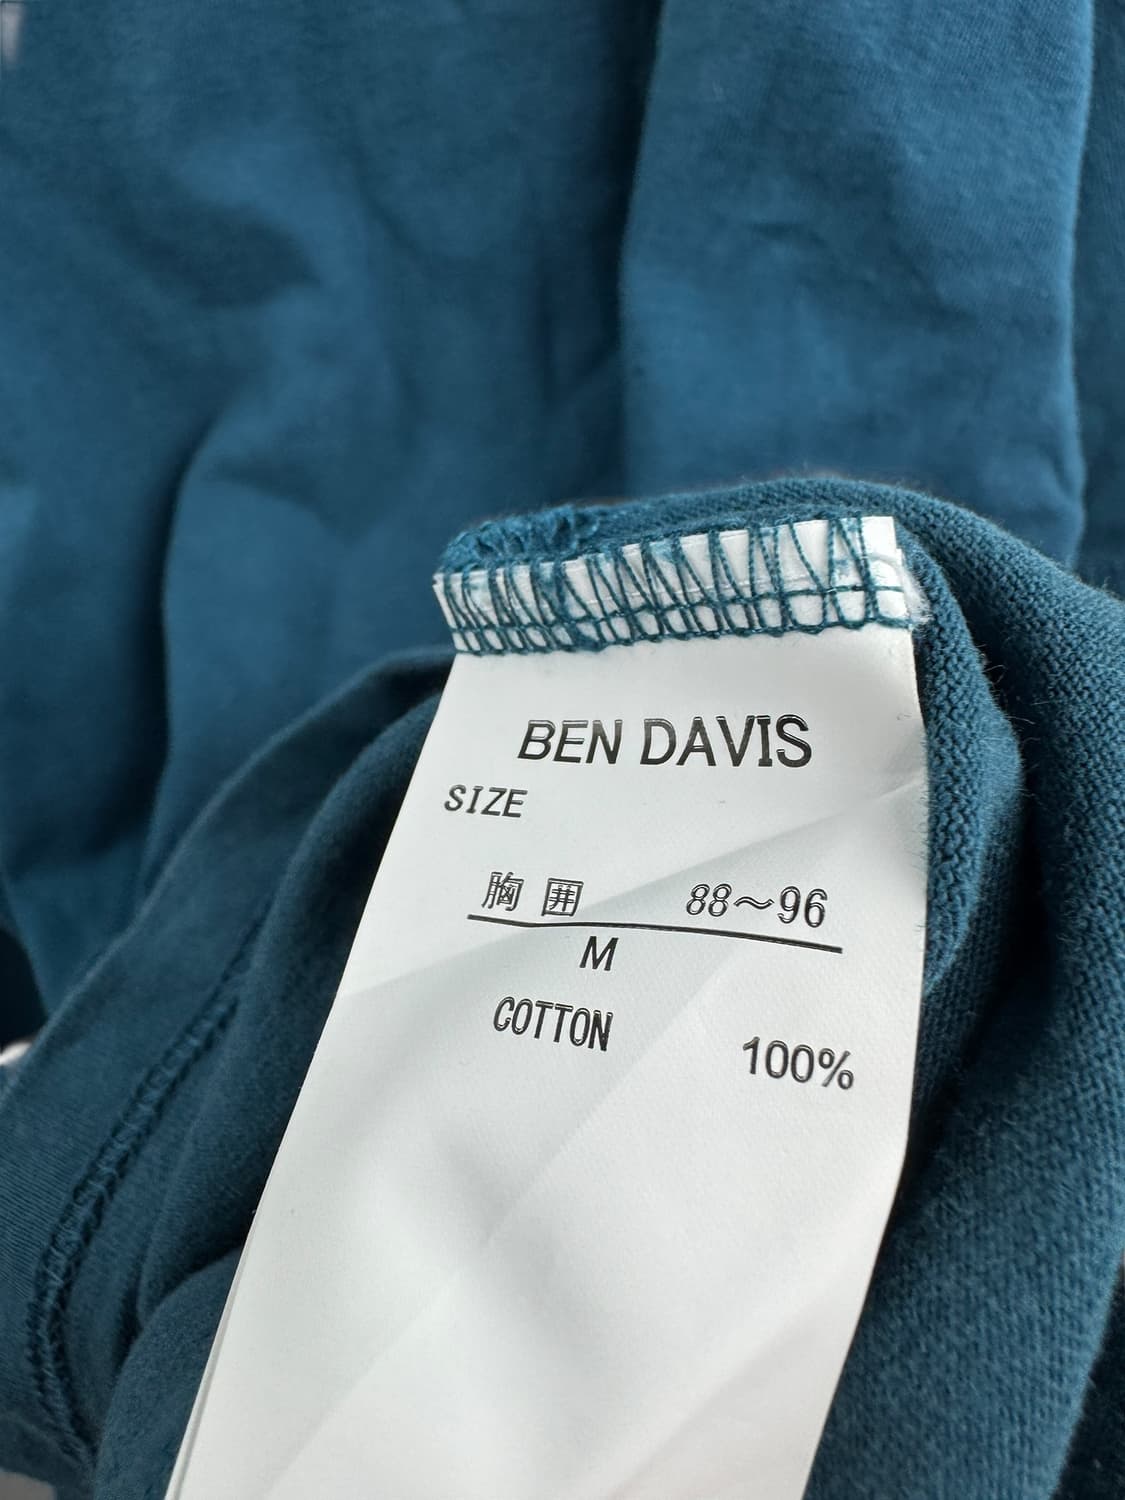 BEN DAVIS
SIZE
胸囲 88～96
M
COTTON
100%